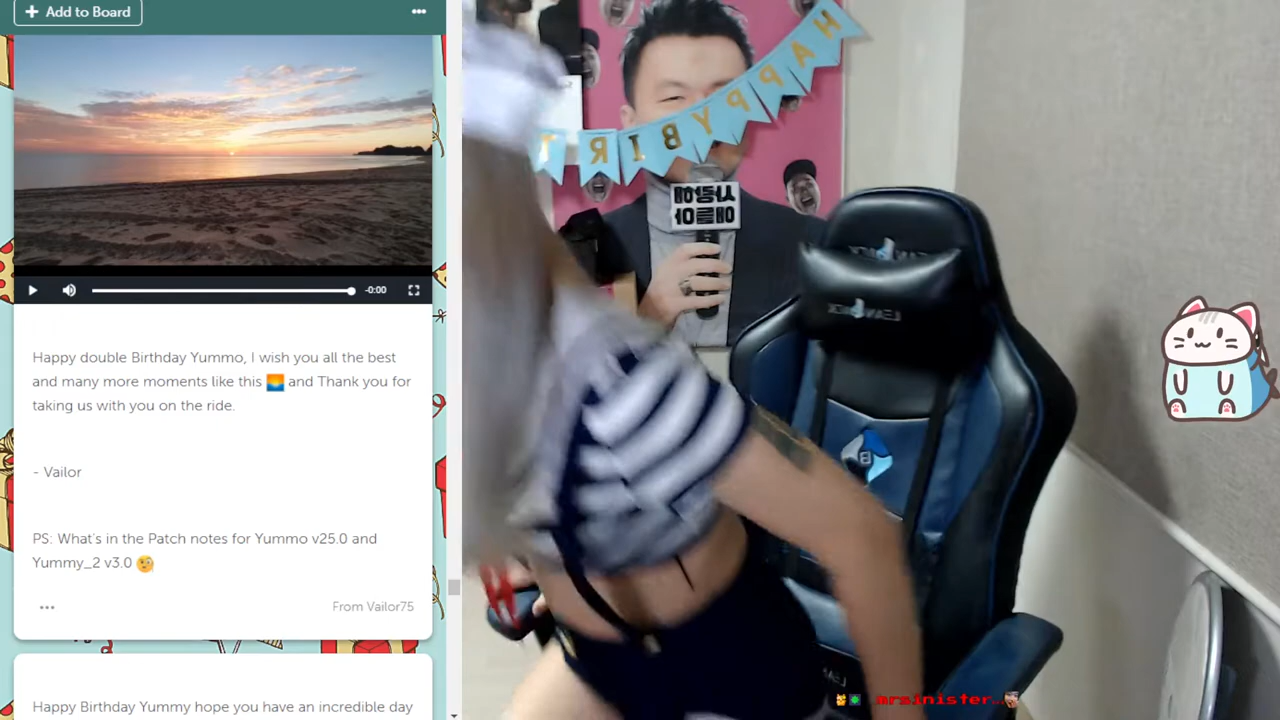 + Add to Board
-0:00
Happy double Birthday Yummo, I wish you all the best
and many more moments like this 🌅 and Thank you for
taking us with you on the ride.
- Vailor
PS: What's in the Patch notes for Yummo v25.0 and
Yummy_2 v3.0 🧐
From Vailor75
Happy Birthday Yummy hope you have an incredible day
HAPPY BIRT
mrsinister...